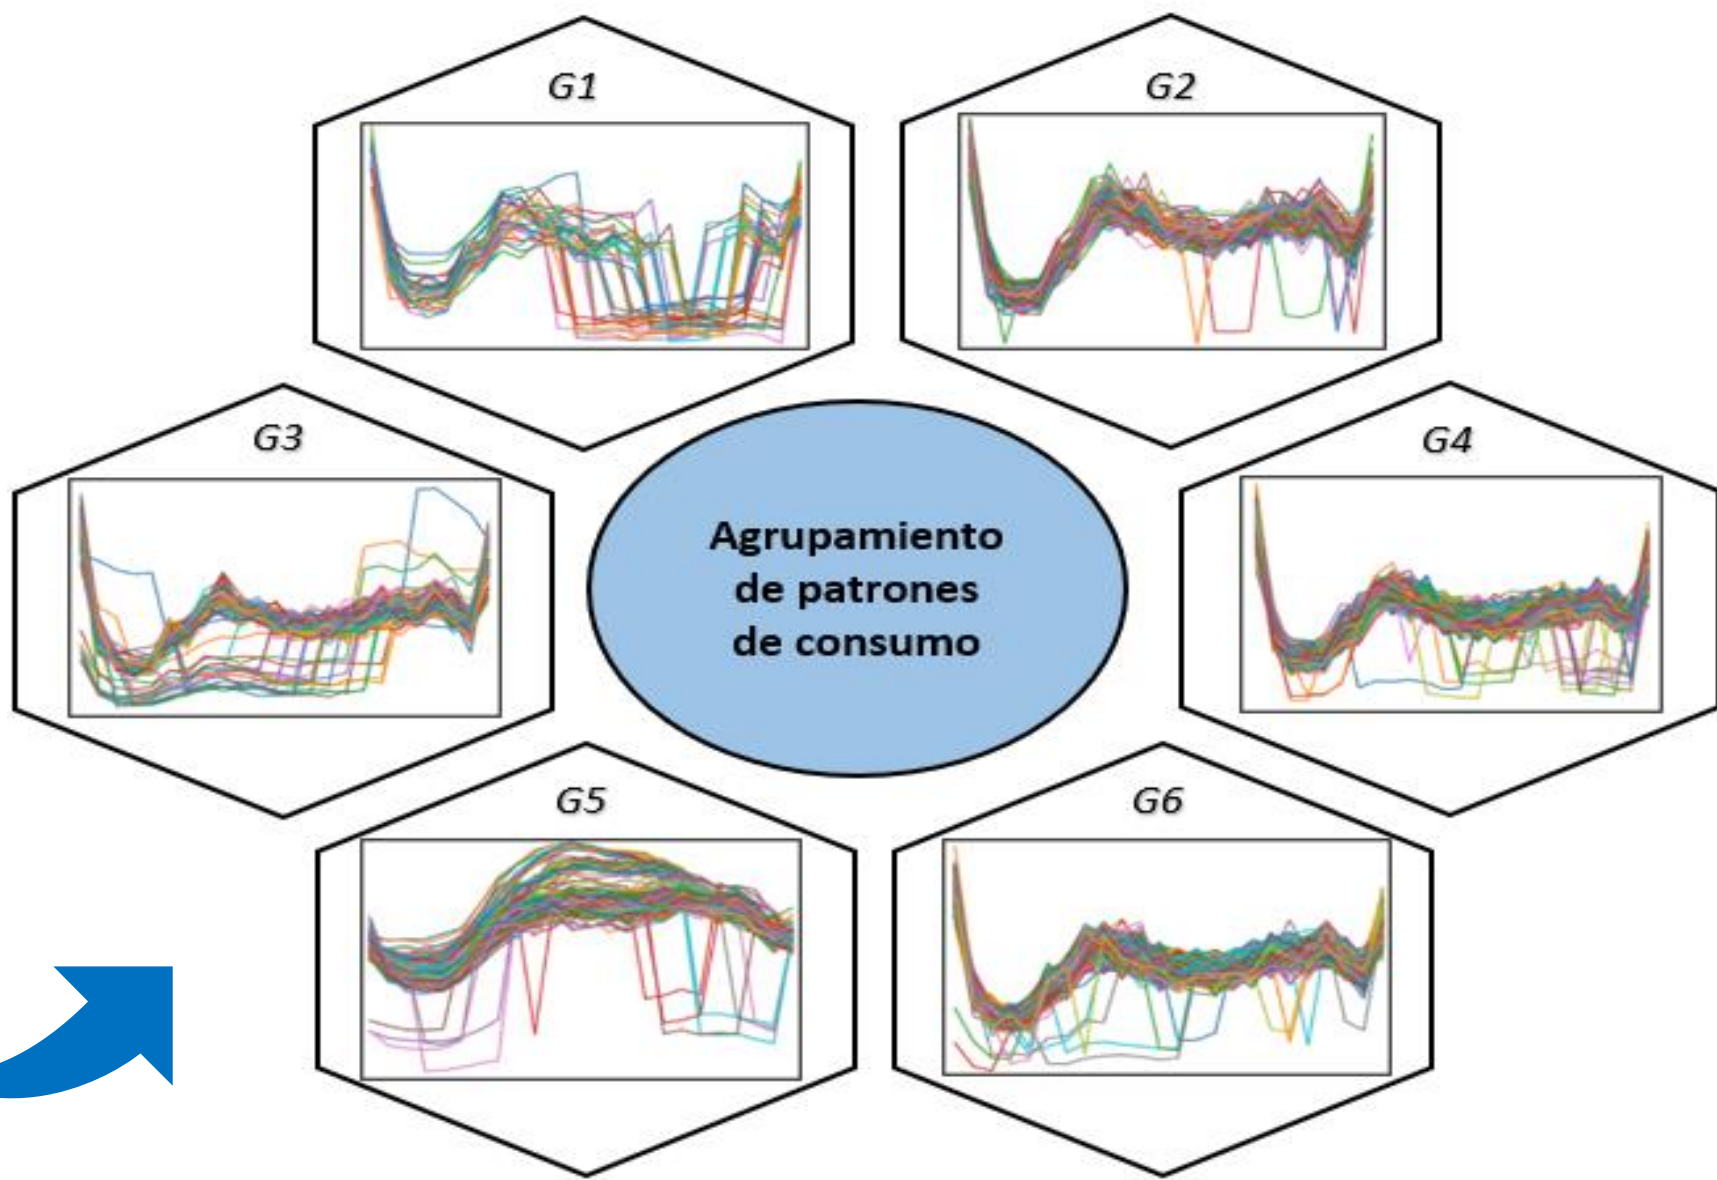 G1
G2
G3
G4
Agrupamiento
de patrones
de consumo
G5
G6